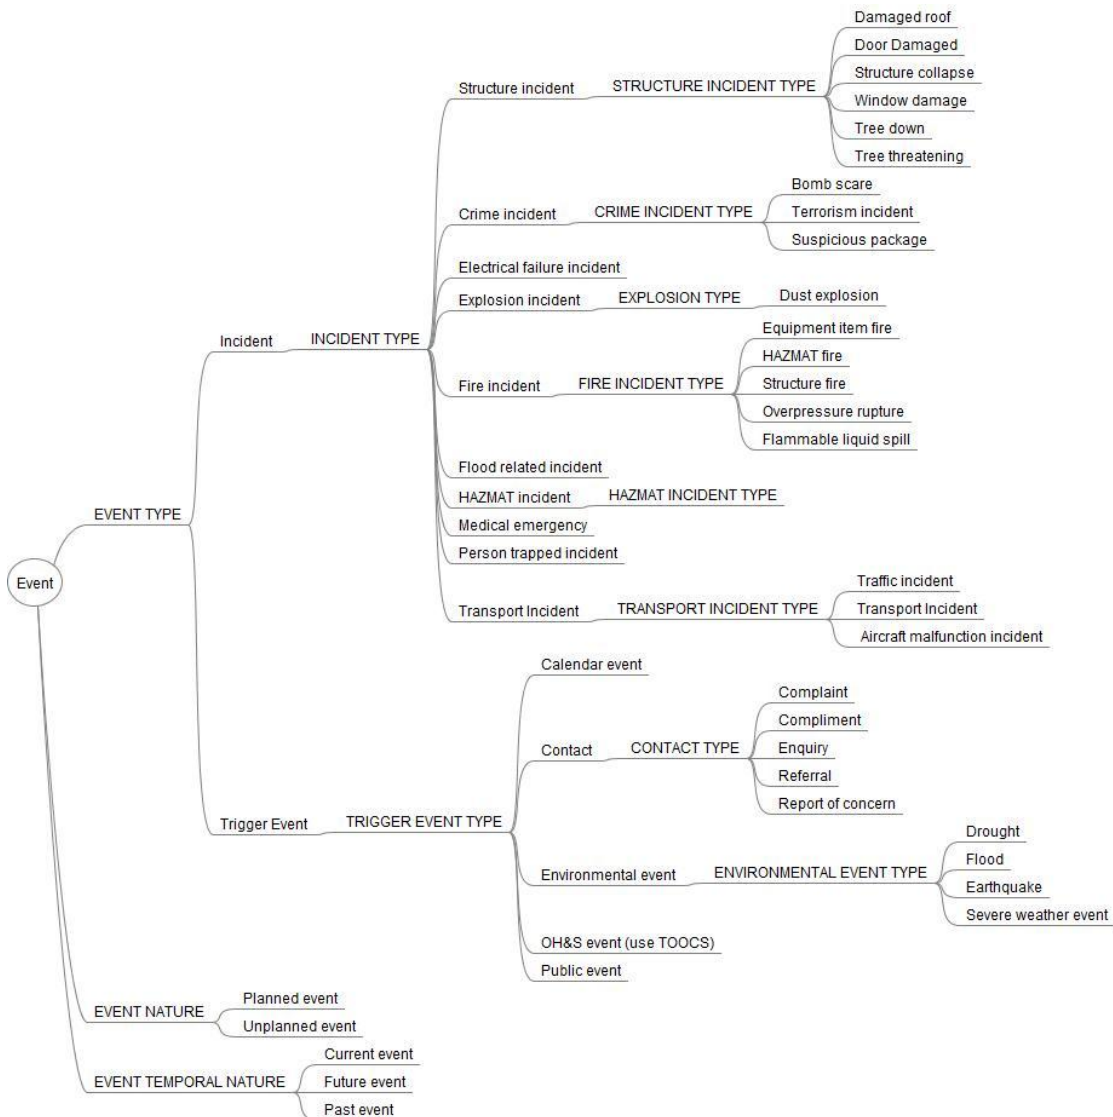 Damaged roof
Door Damaged
Structure incident
STRUCTURE INCIDENT TYPE
Structure collapse
Window damage
Tree down
Tree threatening
Bomb scare
Crime incident
CRIME INCIDENT TYPE
Terrorism incident
Suspicious package
Electrical failure incident
Explosion incident
EXPLOSION TYPE
Dust explosion
Incident
INCIDENT TYPE
Equipment item fire
HAZMAT fire
Fire incident
FIRE INCIDENT TYPE
Structure fire
Overpressure rupture
Flammable liquid spill
Flood related incident
HAZMAT incident
HAZMAT INCIDENT TYPE
Medical emergency
Person trapped incident
EVENT TYPE
Event
Traffic incident
Transport Incident
TRANSPORT INCIDENT TYPE
Transport Incident
Aircraft malfunction incident
Calendar event
Complaint
Compliment
Contact
CONTACT TYPE
Enquiry
Referral
Report of concern
Trigger Event
TRIGGER EVENT TYPE
Drought
Flood
Environmental event
ENVIRONMENTAL EVENT TYPE
Earthquake
Severe weather event
OH&S event (use TOOCS)
Public event
EVENT NATURE
Planned event
Unplanned event
EVENT TEMPORAL NATURE
Current event
Future event
Past event